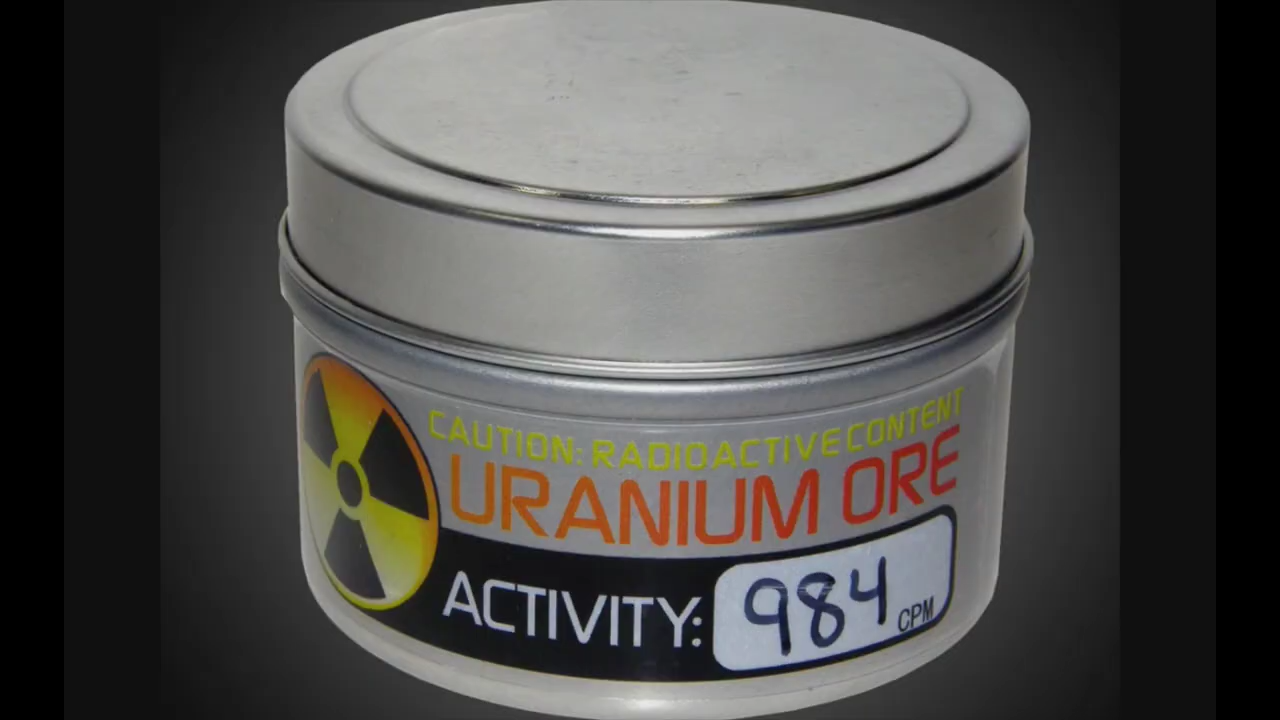 CAUTION: RADIOACTIVE CONTENT
URANIUM ORE
ACTIVITY: 984 CPM